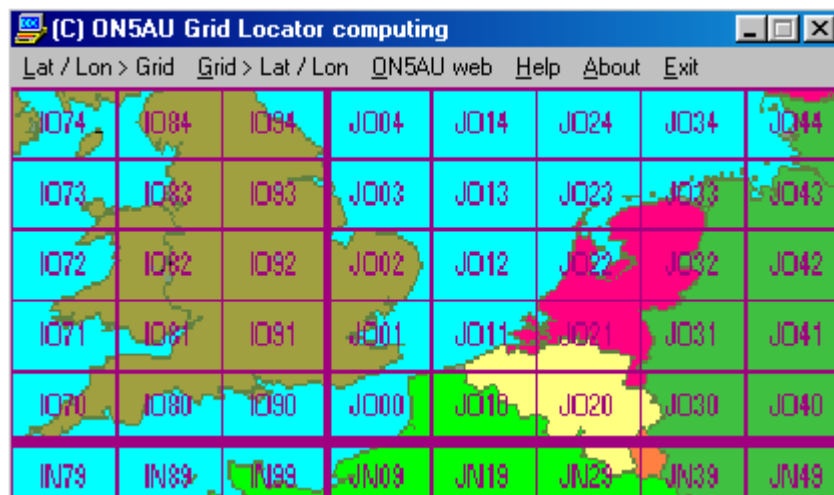 (C) ON5AU Grid Locator computing
Lat / Lon > Grid Grid > Lat / Lon ON5AU web Help About Exit
IO74 IO84 IO94 JO04 JO14 JO24 JO34 JO44
IO73 IO83 IO93 JO03 JO13 JO23 JO33 JO43
IO72 IO82 IO92 JO02 JO12 JO22 JO32 JO42
IO71 IO81 IO91 JO01 JO11 JO21 JO31 JO41
IO70 IO80 IO90 JO00 JO10 JO20 JO30 JO40
IN79 IN89 IN99 JN09 JN19 JN29 JN39 JN49